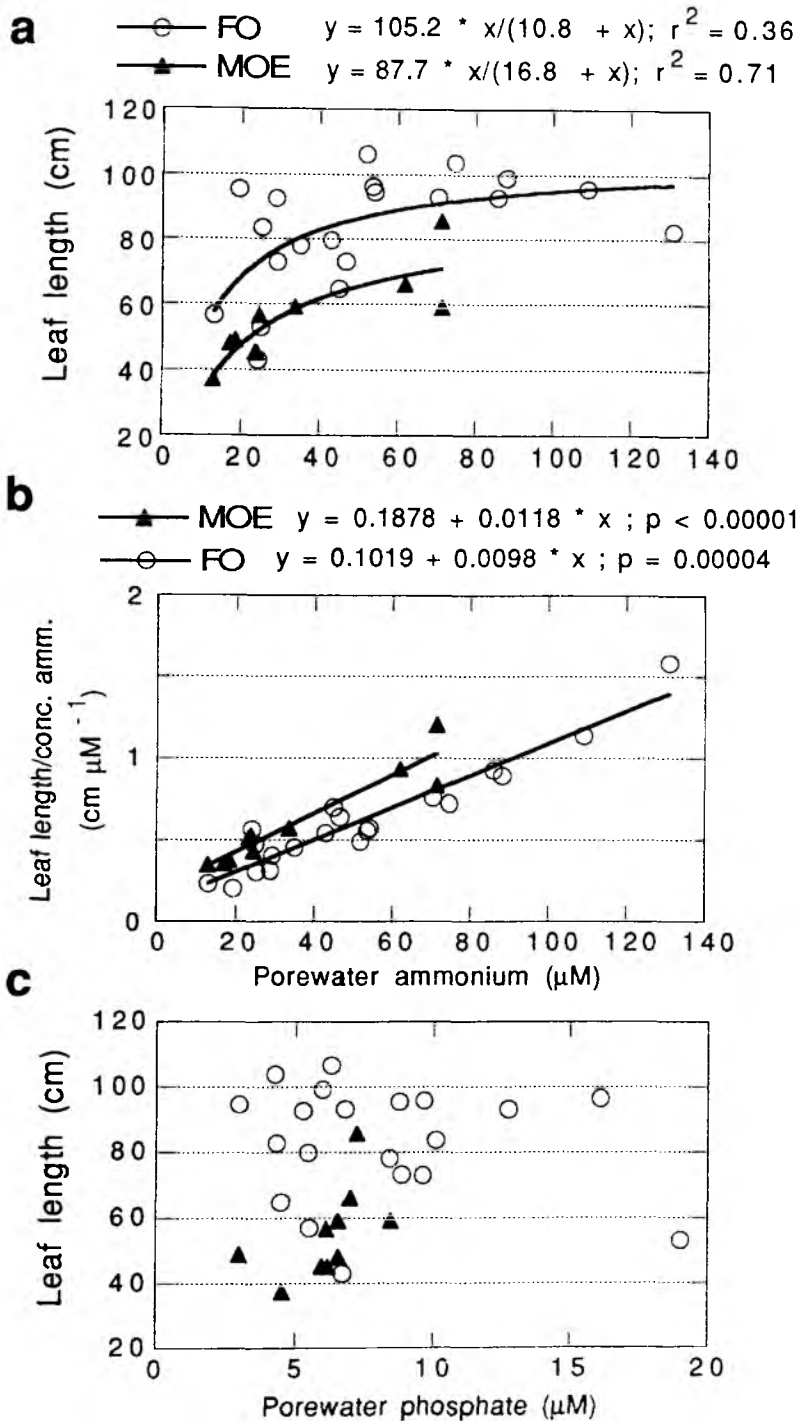 a
FO y = 105.2 * x/(10.8 + x); r² = 0.36
MOE y = 87.7 * x/(16.8 + x); r² = 0.71
Leaf length (cm)
120
100
80
60
40
20
0 20 40 60 80 100 120 140
b
MOE y = 0.1878 + 0.0118 * x ; p < 0.00001
FO y = 0.1019 + 0.0098 * x ; p = 0.00004
Leaf length/conc. amm.
(cm μM⁻¹)
2
1
0
0 20 40 60 80 100 120 140
Porewater ammonium (μM)
c
Leaf length (cm)
120
100
80
60
40
20
0 5 10 15 20
Porewater phosphate (μM)